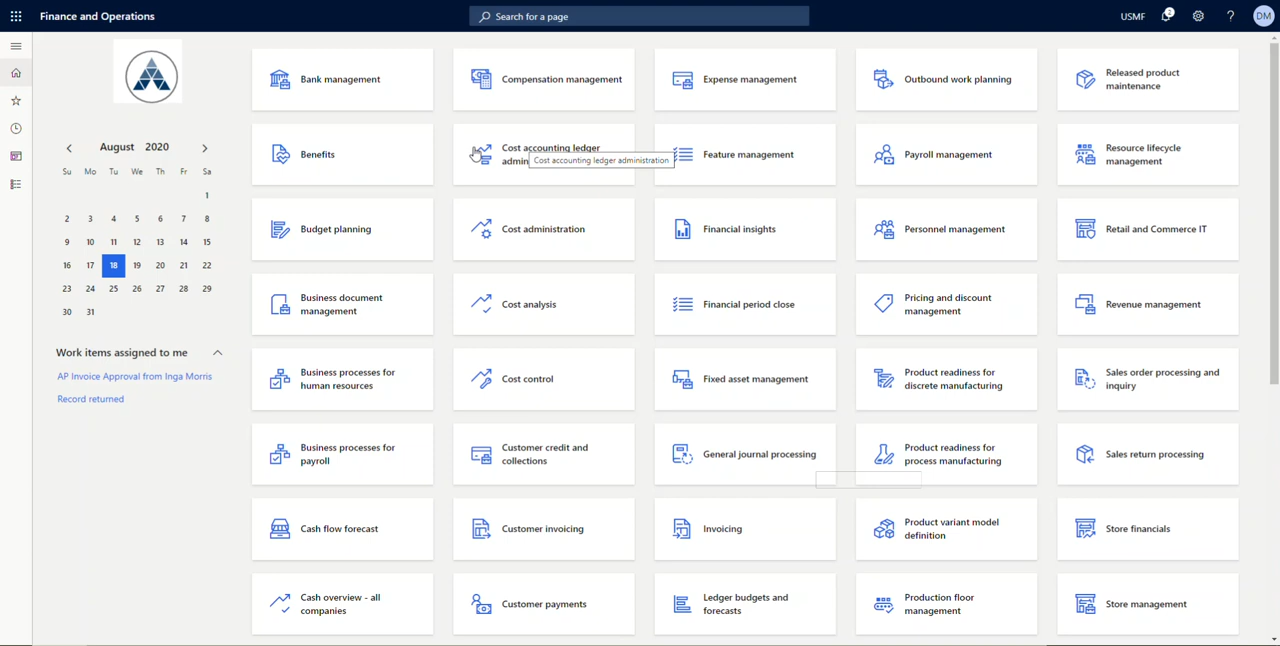 Finance and Operations
Search for a page
USMF
2
?
DM
August 2020
Su Mo Tu We Th Fr Sa
1
2 3 4 5 6 7 8
9 10 11 12 13 14 15
16 17 18 19 20 21 22
23 24 25 26 27 28 29
30 31
Work items assigned to me
AP Invoice Approval from Inga Morris
Record returned
Bank management
Compensation management
Expense management
Outbound work planning
Released product
maintenance
Benefits
Cost accounting ledger
admin
Cost accounting ledger administration
Feature management
Payroll management
Resource lifecycle
management
Budget planning
Cost administration
Financial insights
Personnel management
Retail and Commerce IT
Business document
management
Cost analysis
Financial period close
Pricing and discount
management
Revenue management
Business processes for
human resources
Cost control
Fixed asset management
Product readiness for
discrete manufacturing
Sales order processing and
inquiry
Business processes for
payroll
Customer credit and
collections
General journal processing
Product readiness for
process manufacturing
Sales return processing
Cash flow forecast
Customer invoicing
Invoicing
Product variant model
definition
Store financials
Cash overview - all
companies
Customer payments
Ledger budgets and
forecasts
Production floor
management
Store management